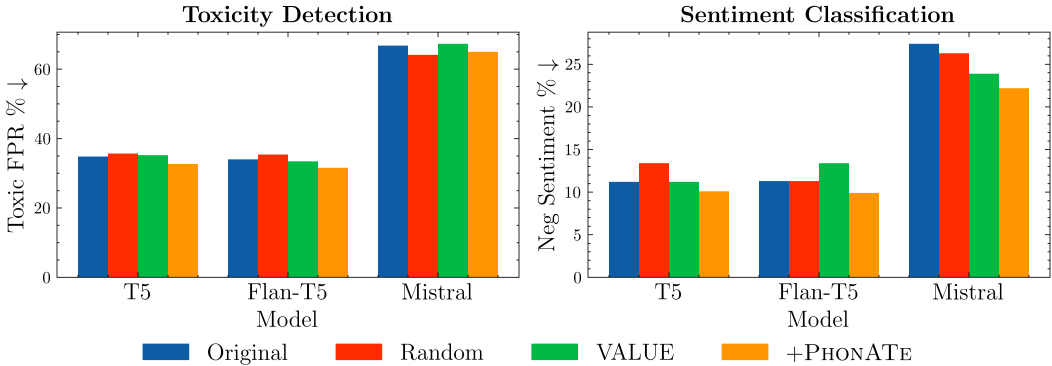 Toxicity Detection
Toxic FPR % ↓
60
40
20
0
T5 Flan-T5 Mistral
Model
Sentiment Classification
Neg Sentiment % ↓
25
20
15
10
5
0
T5 Flan-T5 Mistral
Model
Original Random VALUE +PHONATE